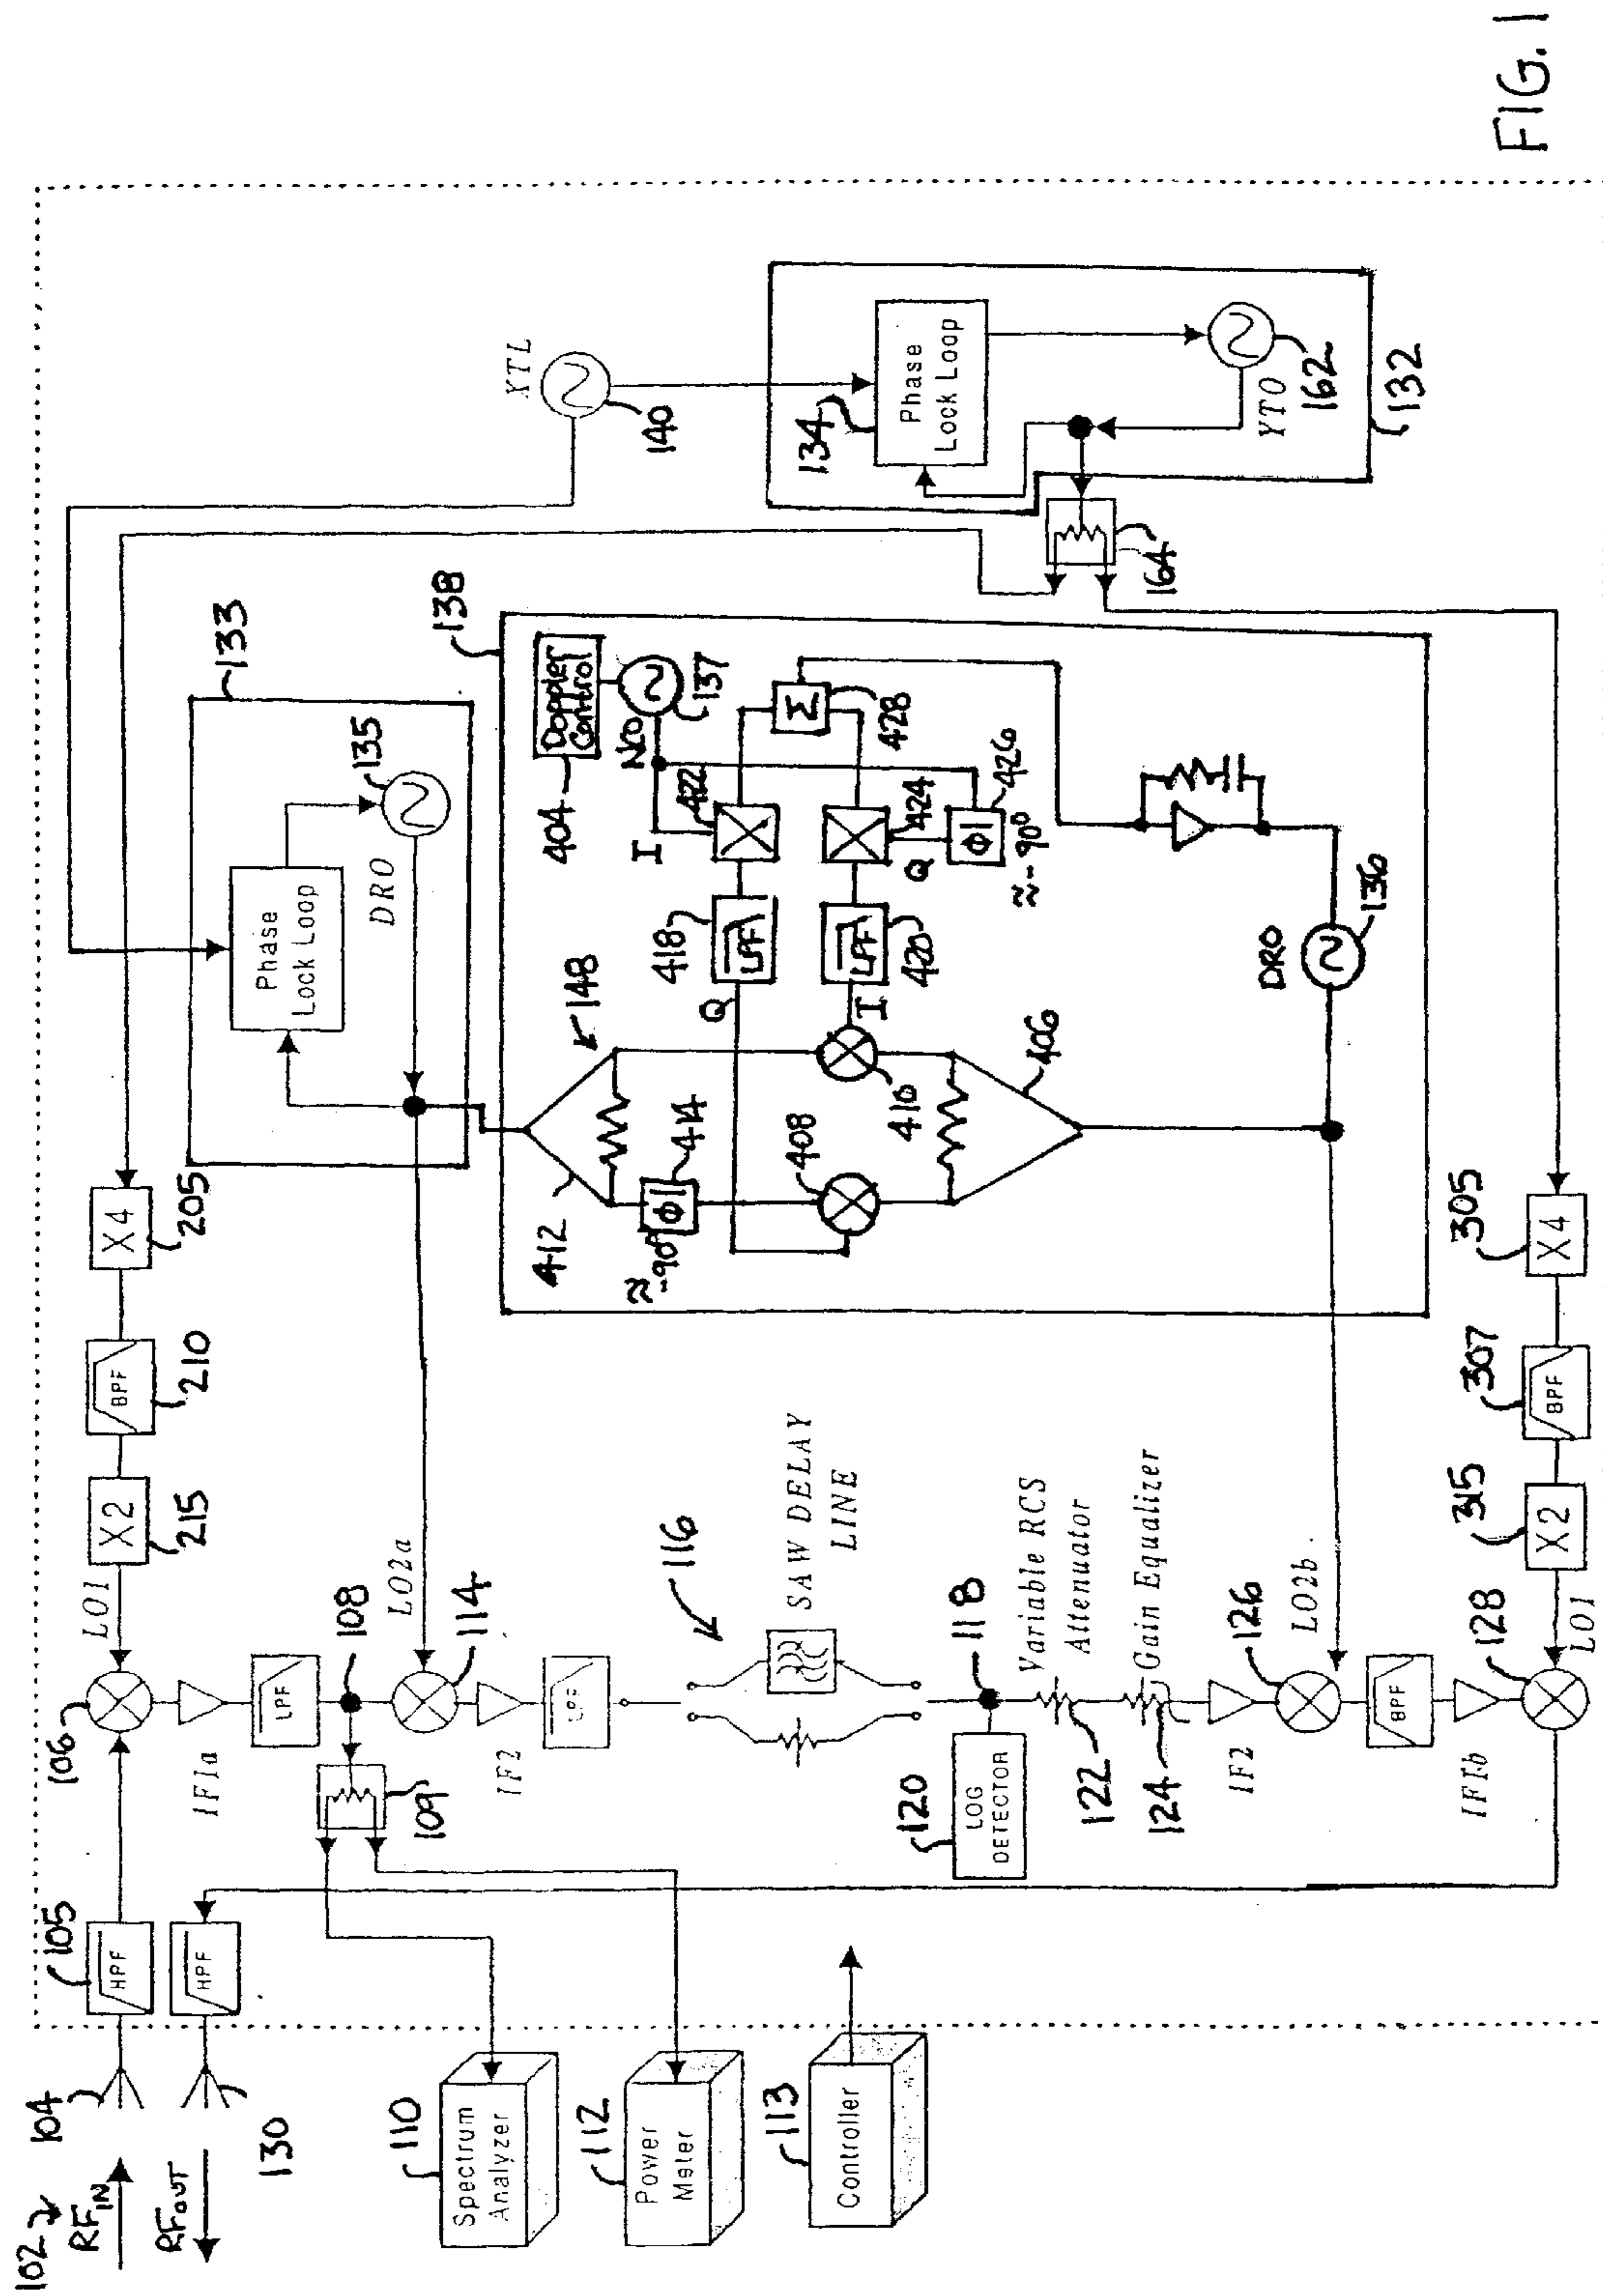 FIG. 1
102
RF IN
104
RF OUT
130
105
HPF
HPF
110
Spectrum
Analyzer
112
Power
Meter
113
Controller
106
LO1
IF1a
LPF
108
109
LO2a
114
IF2
LPF
116
SAW DELAY
LINE
118
120
LOG
DETECTOR
Variable RCS
Attenuator
122
Gain Equalizer
124
IF2
126
LO2b
BPF
IF1b
128
LO1
X2
215
BPF
210
X4
205
X2
315
BPF
307
X4
305
133
Phase
Lock Loop
DRO
135
138
412
≈-90°
Φ
414
148
408
410
406
Q
I
418
LPF
LPF
420
404
Doppler
Control
NCO
137
I
422
424
Q
Φ
426
≈-90°
Σ
428
DRO
136
XTL
140
134
Phase
Lock Loop
YTO
162
132
164